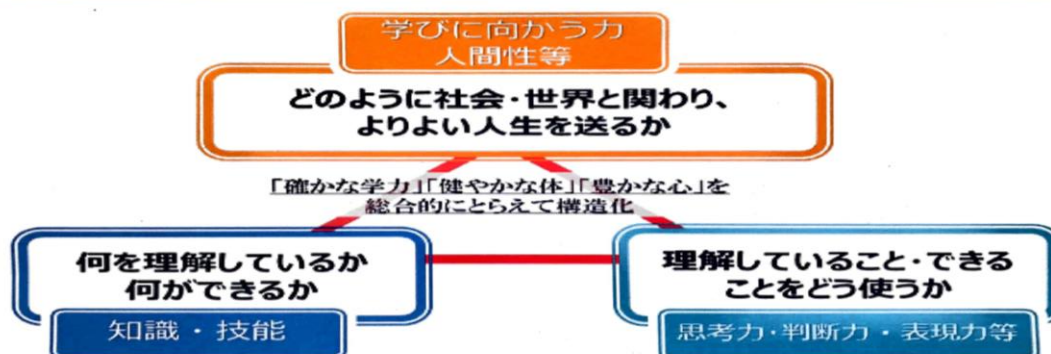 学びに向かう力
人間性等
どのように社会・世界と関わり、
よりよい人生を送るか
「確かな学力」「健やかな体」「豊かな心」を
総合的にとらえて構造化
何を理解しているか
何ができるか
知識・技能
理解していること・できる
ことをどう使うか
思考力・判断力・表現力等